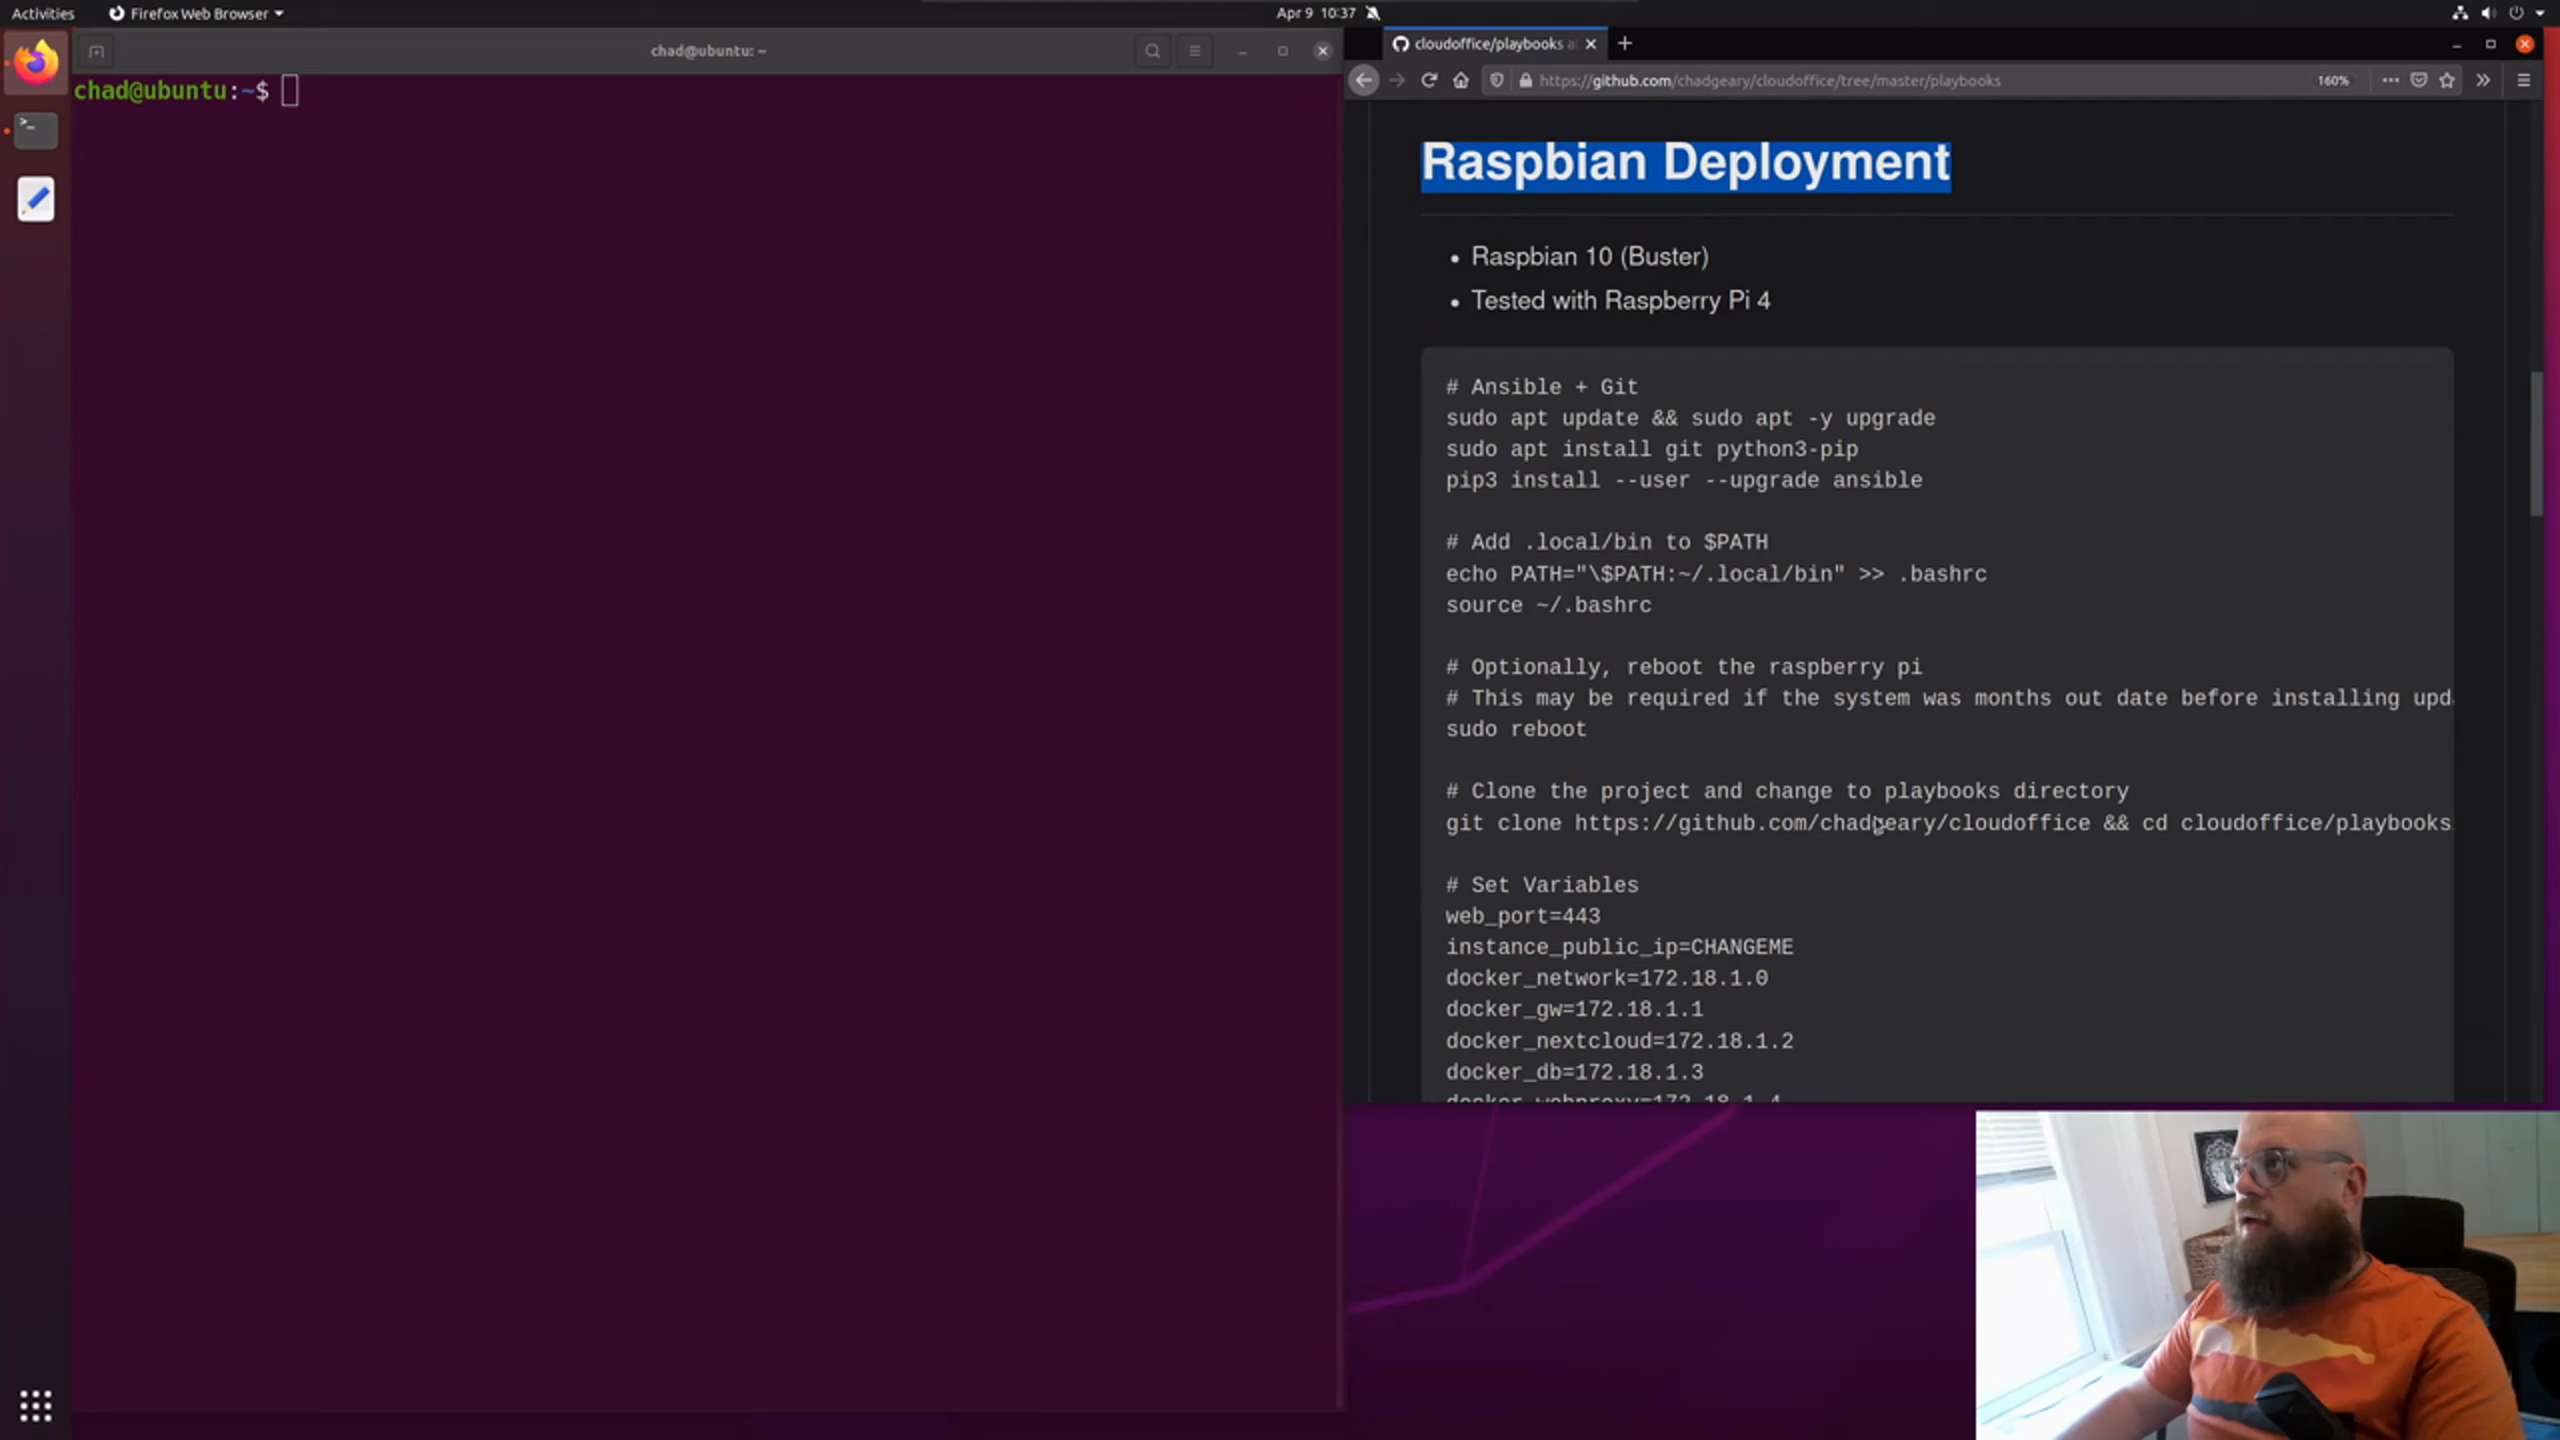 Activities
Firefox Web Browser
Apr 9 10:37
chad@ubuntu: ~
chad@ubuntu:~$
cloudoffice/playbooks a
https://github.com/chadgeary/cloudoffice/tree/master/playbooks
160%
Raspbian Deployment
Raspbian 10 (Buster)
Tested with Raspberry Pi 4
# Ansible + Git
sudo apt update && sudo apt -y upgrade
sudo apt install git python3-pip
pip3 install --user --upgrade ansible
# Add .local/bin to $PATH
echo PATH="\$PATH:~/.local/bin" >> .bashrc
source ~/.bashrc
# Optionally, reboot the raspberry pi
# This may be required if the system was months out date before installing upd
sudo reboot
# Clone the project and change to playbooks directory
git clone https://github.com/chadgeary/cloudoffice && cd cloudoffice/playbooks
# Set Variables
web_port=443
instance_public_ip=CHANGEME
docker_network=172.18.1.0
docker_gw=172.18.1.1
docker_nextcloud=172.18.1.2
docker_db=172.18.1.3
docker_webproxy=172.18.1.4